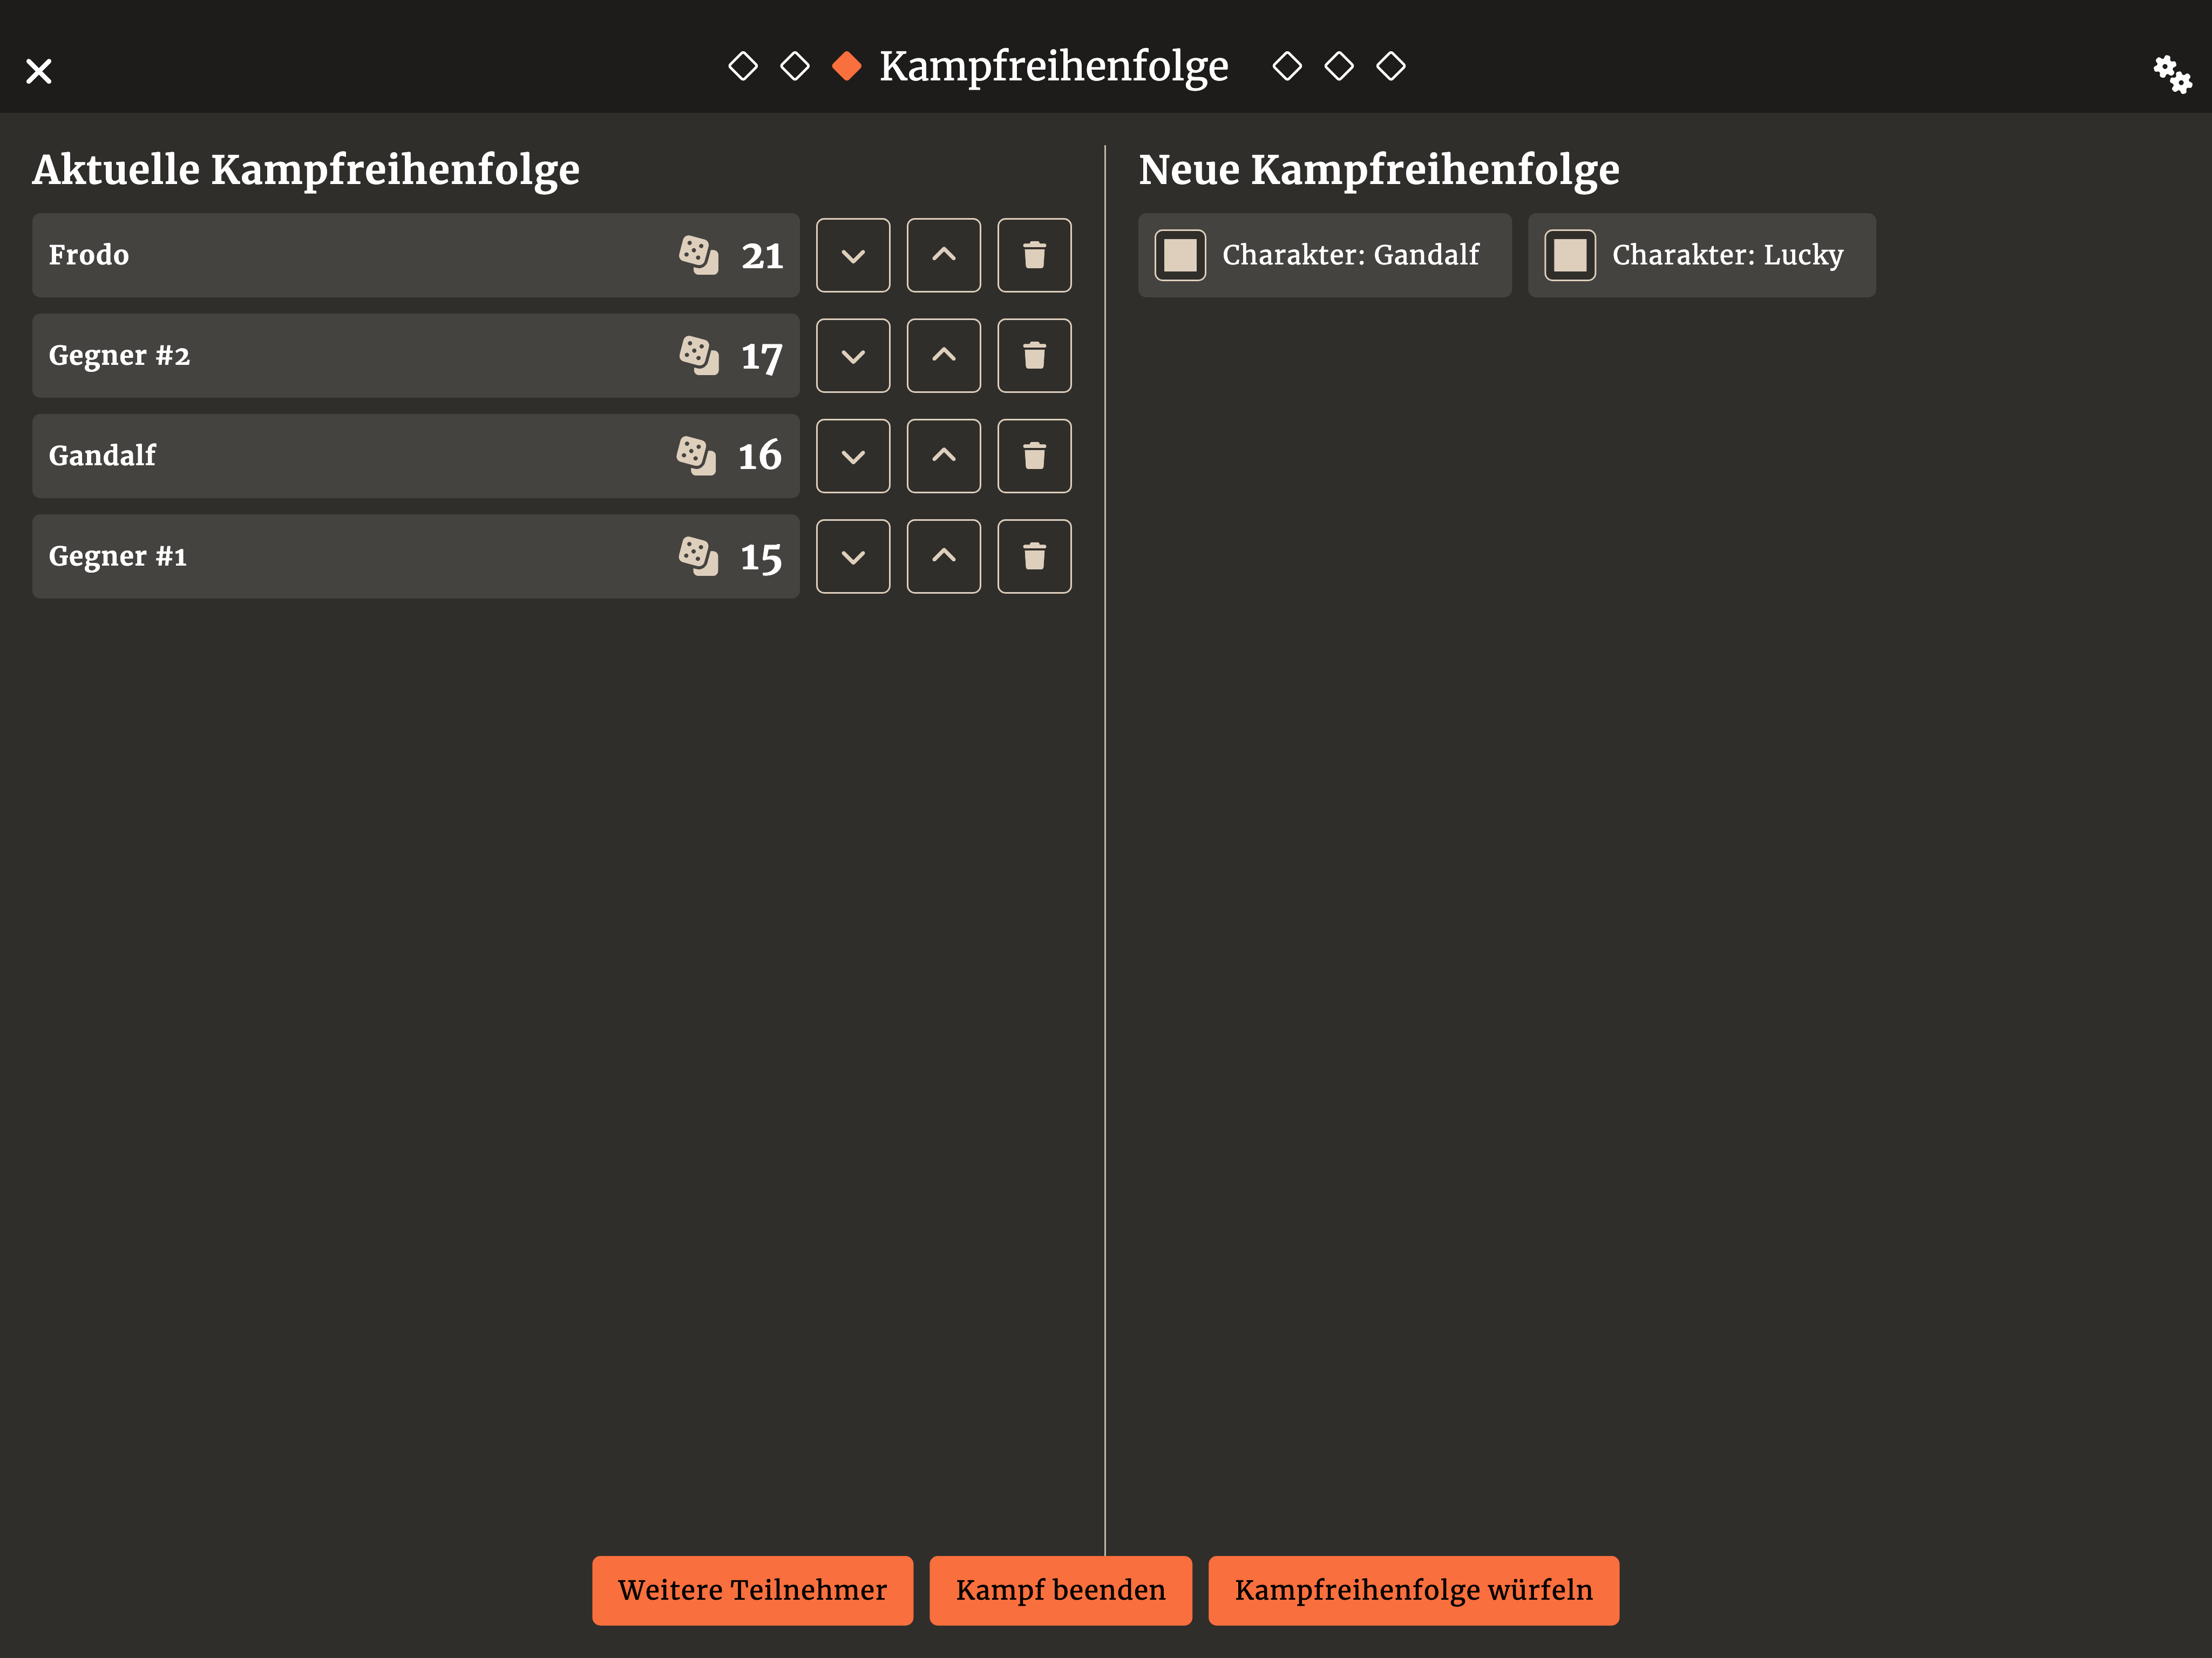 Kampfreihenfolge
Aktuelle Kampfreihenfolge
Frodo 21
Gegner #2 17
Gandalf 16
Gegner #1 15
Neue Kampfreihenfolge
Charakter: Gandalf
Charakter: Lucky
Weitere Teilnehmer
Kampf beenden
Kampfreihenfolge würfeln